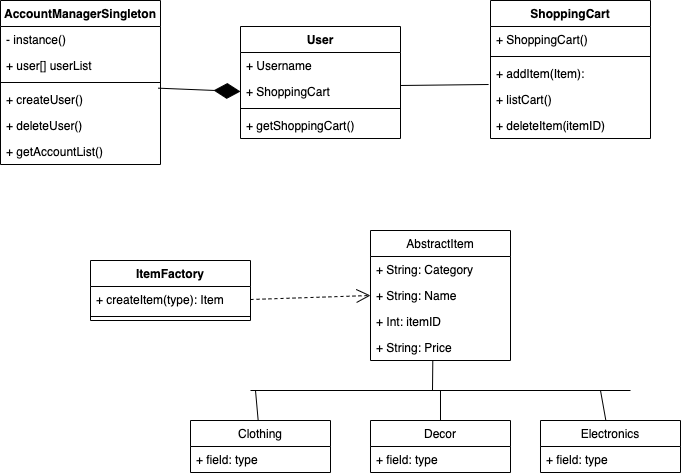 AccountManagerSingleton
- instance()
+ user[] userList
+ createUser()
+ deleteUser()
+ getAccountList()
User
+ Username
+ ShoppingCart
+ getShoppingCart()
ShoppingCart
+ ShoppingCart()
+ addItem(Item):
+ listCart()
+ deleteItem(itemID)
ItemFactory
+ createItem(type): Item
AbstractItem
+ String: Category
+ String: Name
+ Int: itemID
+ String: Price
Clothing
+ field: type
Decor
+ field: type
Electronics
+ field: type